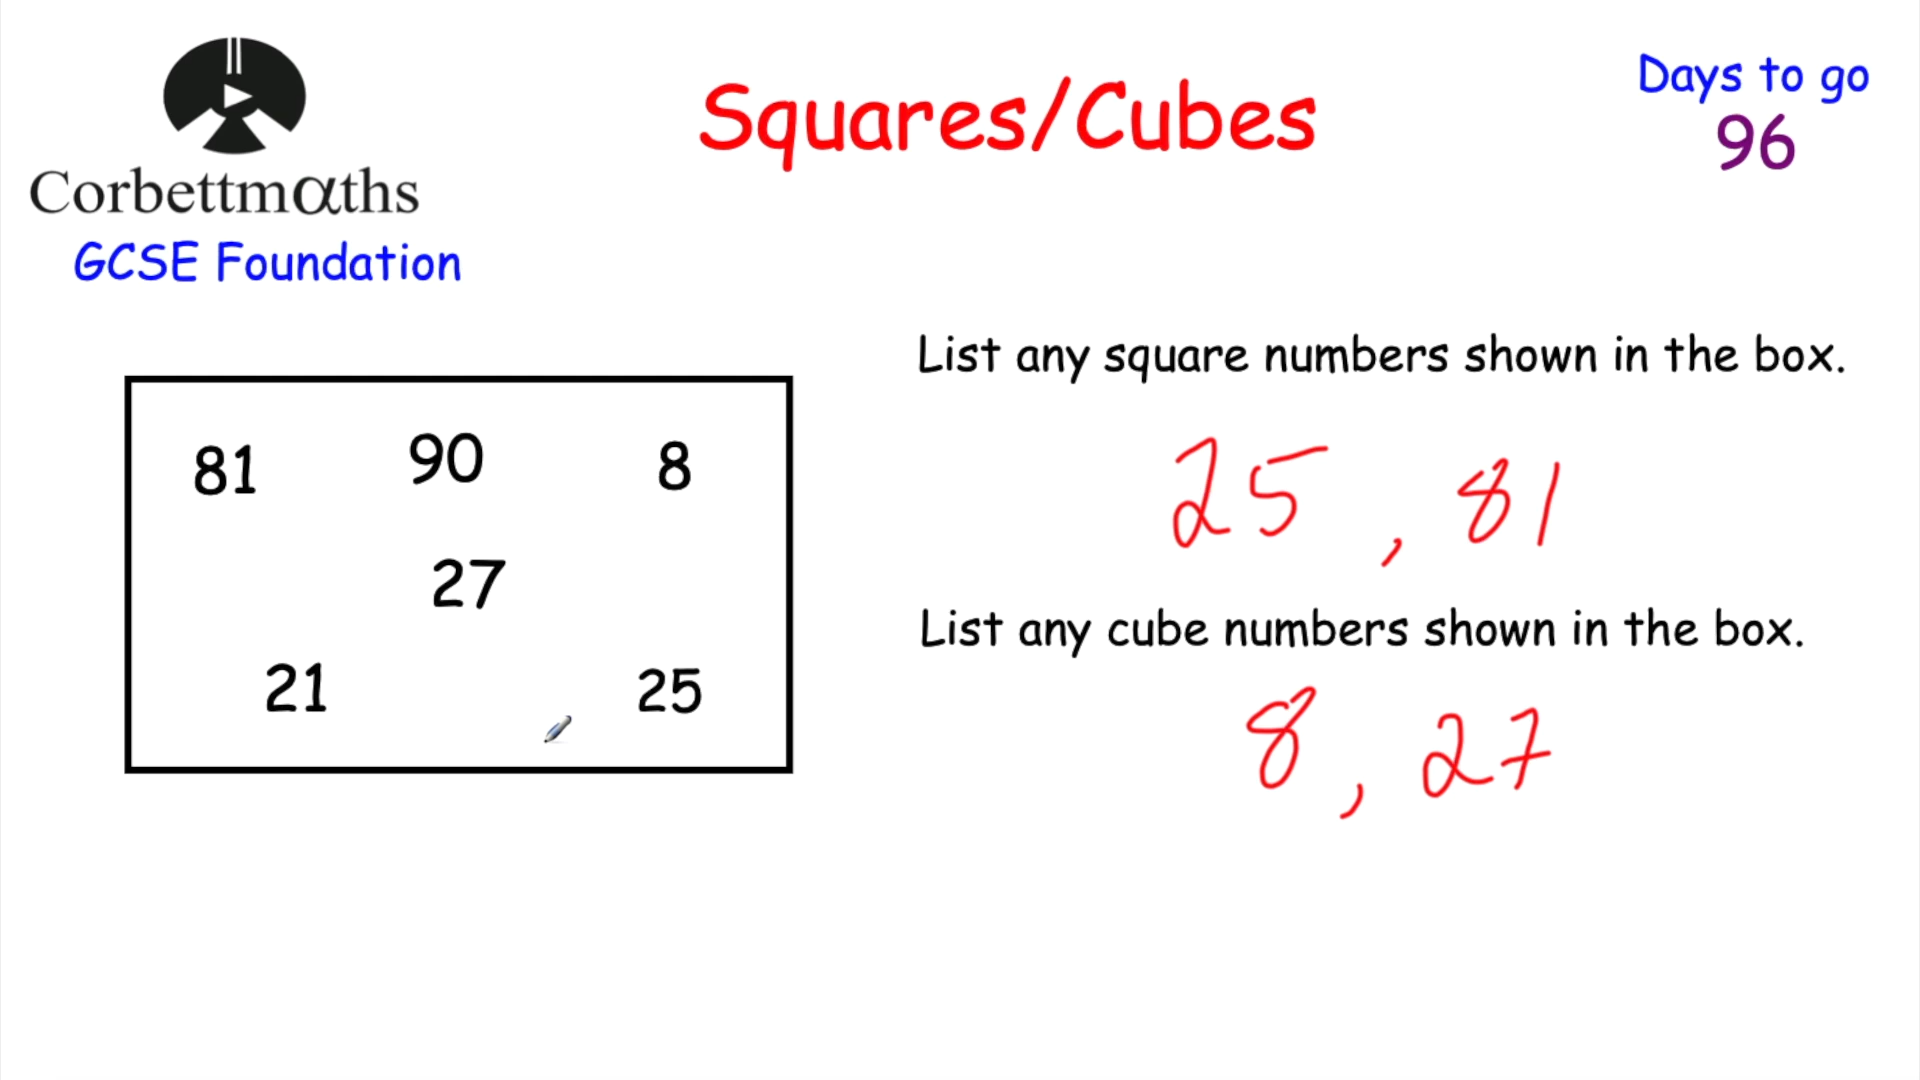 Corbettmαths
GCSE Foundation
Squares/Cubes
Days to go
96
81 90 8
27
21 25
List any square numbers shown in the box.
25 , 81
List any cube numbers shown in the box.
8 , 27